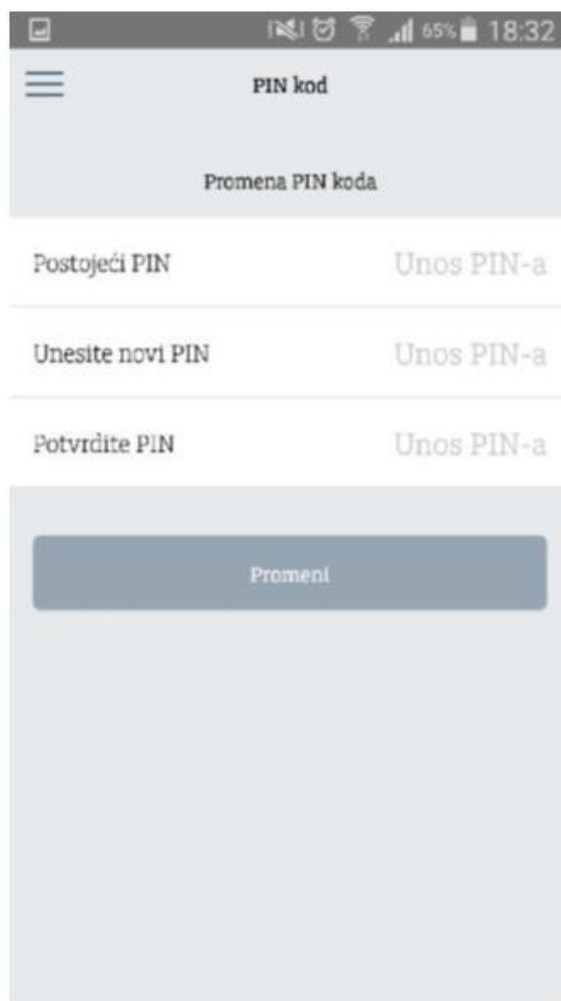 65% 18:32
PIN kod
Promena PIN koda
Postojeći PIN Unos PIN-a
Unesite novi PIN Unos PIN-a
Potvrdite PIN Unos PIN-a
Promeni